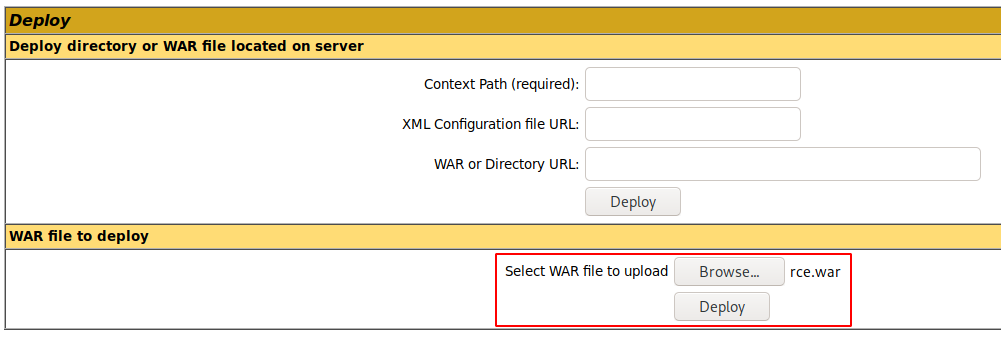 Deploy
Deploy directory or WAR file located on server
Context Path (required):
XML Configuration file URL:
WAR or Directory URL:
Deploy
WAR file to deploy
Select WAR file to upload Browse... rce.war
Deploy